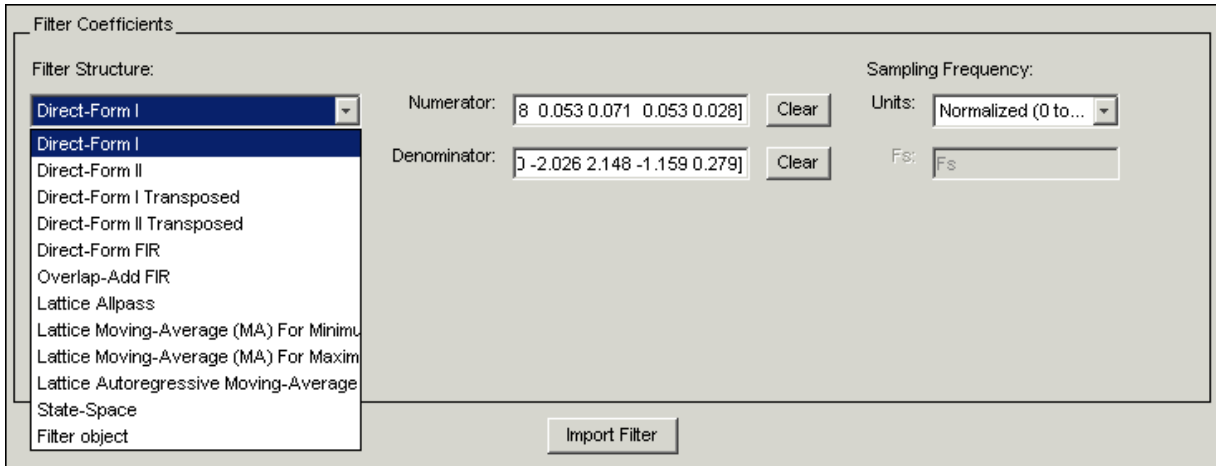 Filter Coefficients
Filter Structure:
Sampling Frequency:
Direct-Form I
Numerator:
8 0.053 0.071 0.053 0.028]
Clear
Units:
Normalized (0 to...
Direct-Form I
Direct-Form II
Denominator:
-2.026 2.148 -1.159 0.279]
Clear
Fs:
Fs
Direct-Form I Transposed
Direct-Form II Transposed
Direct-Form FIR
Overlap-Add FIR
Lattice Allpass
Lattice Moving-Average (MA) For Minimu
Lattice Moving-Average (MA) For Maxim
Lattice Autoregressive Moving-Average
State-Space
Filter object
Import Filter